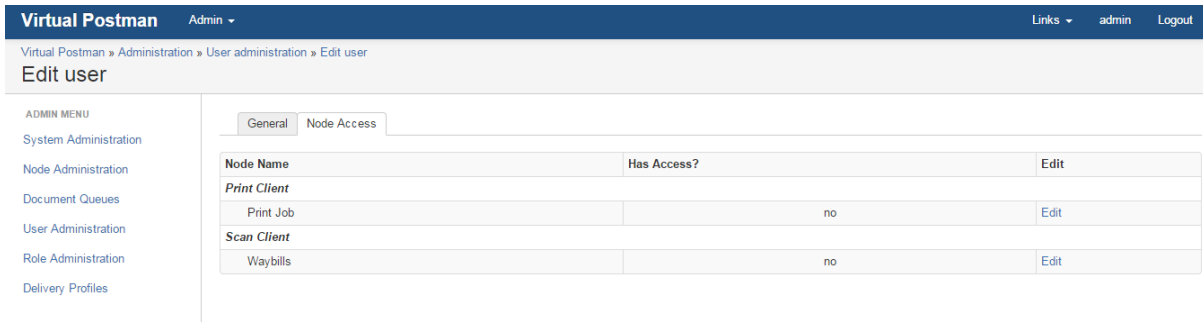 Virtual Postman Admin Links admin Logout
Virtual Postman » Administration » User administration » Edit user
Edit user
ADMIN MENU
System Administration
Node Administration
Document Queues
User Administration
Role Administration
Delivery Profiles
General Node Access
Node Name Has Access? Edit
Print Client
Print Job no Edit
Scan Client
Waybills no Edit